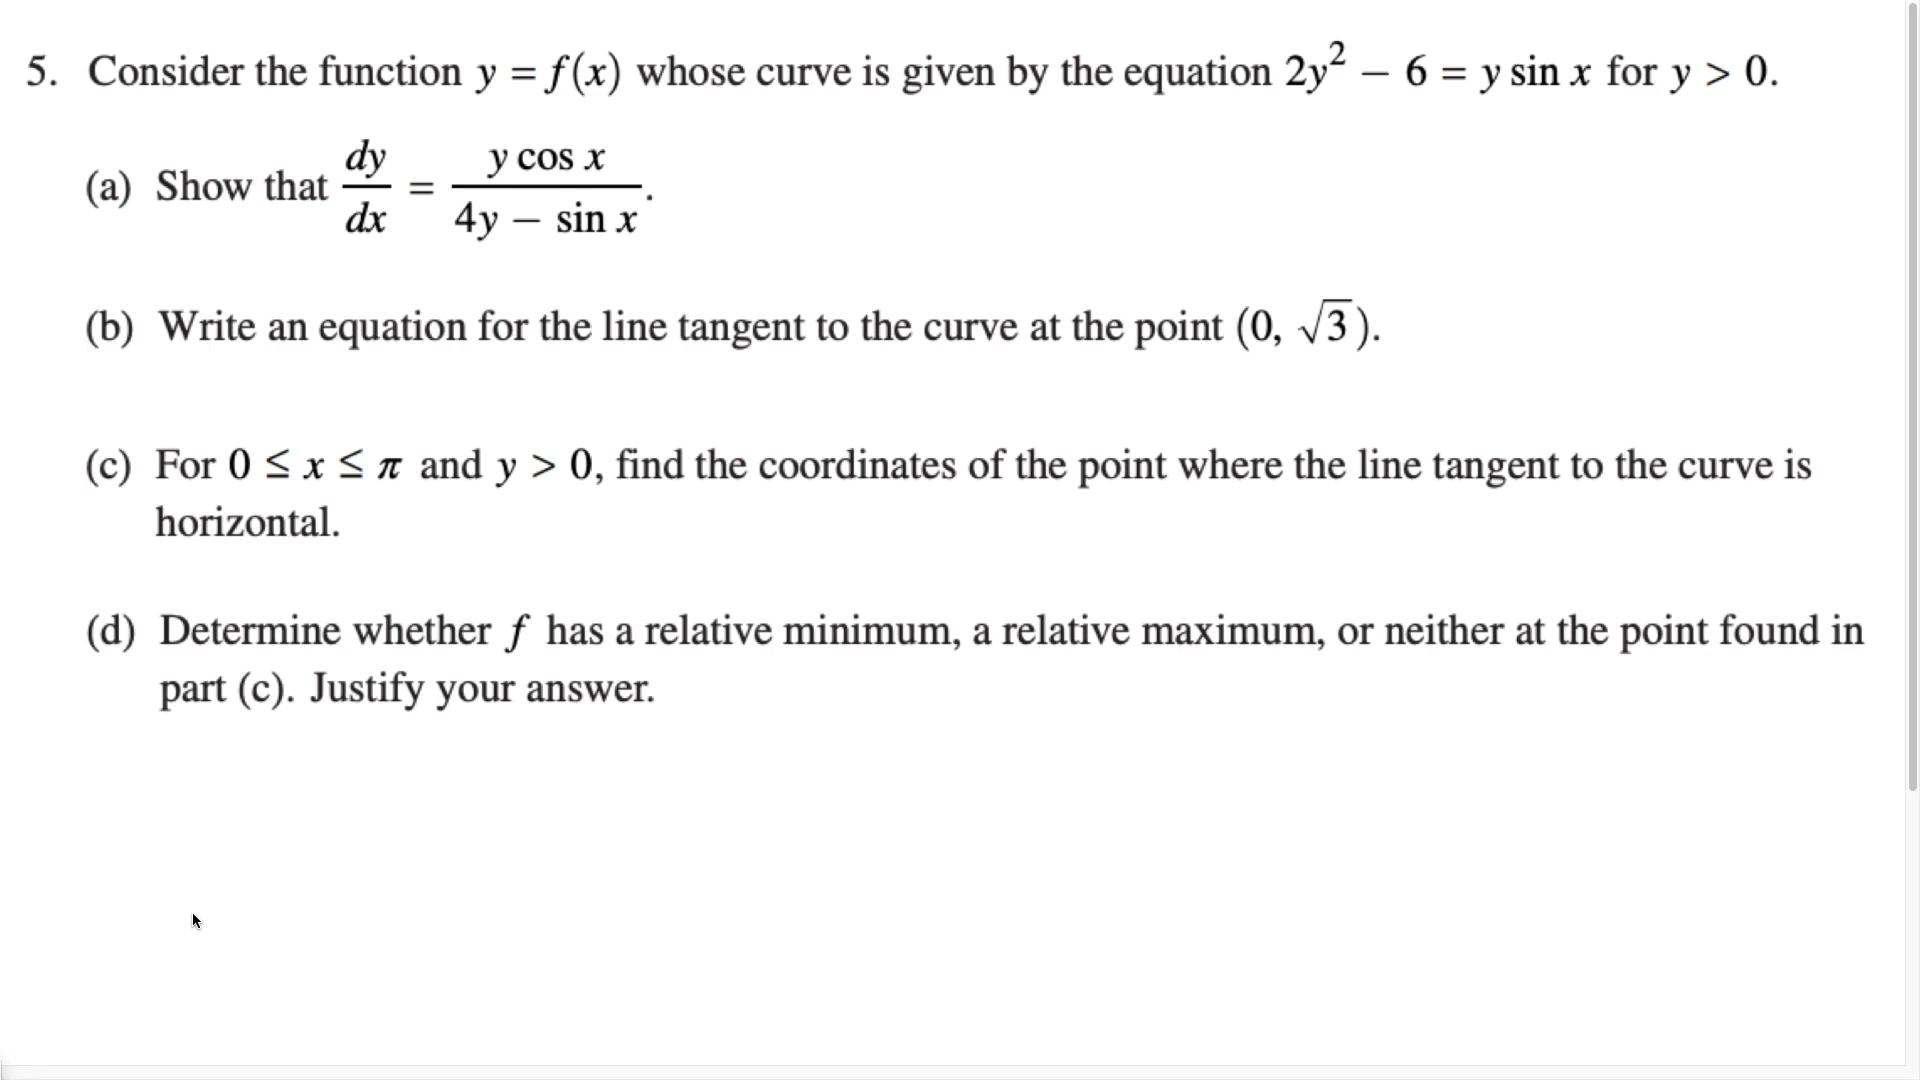 5. Consider the function y = f(x) whose curve is given by the equation 2y² − 6 = y sin x for y > 0.
(a) Show that dy/dx = (y cos x)/(4y − sin x).
(b) Write an equation for the line tangent to the curve at the point (0, √3).
(c) For 0 ≤ x ≤ π and y > 0, find the coordinates of the point where the line tangent to the curve is
horizontal.
(d) Determine whether f has a relative minimum, a relative maximum, or neither at the point found in
part (c). Justify your answer.